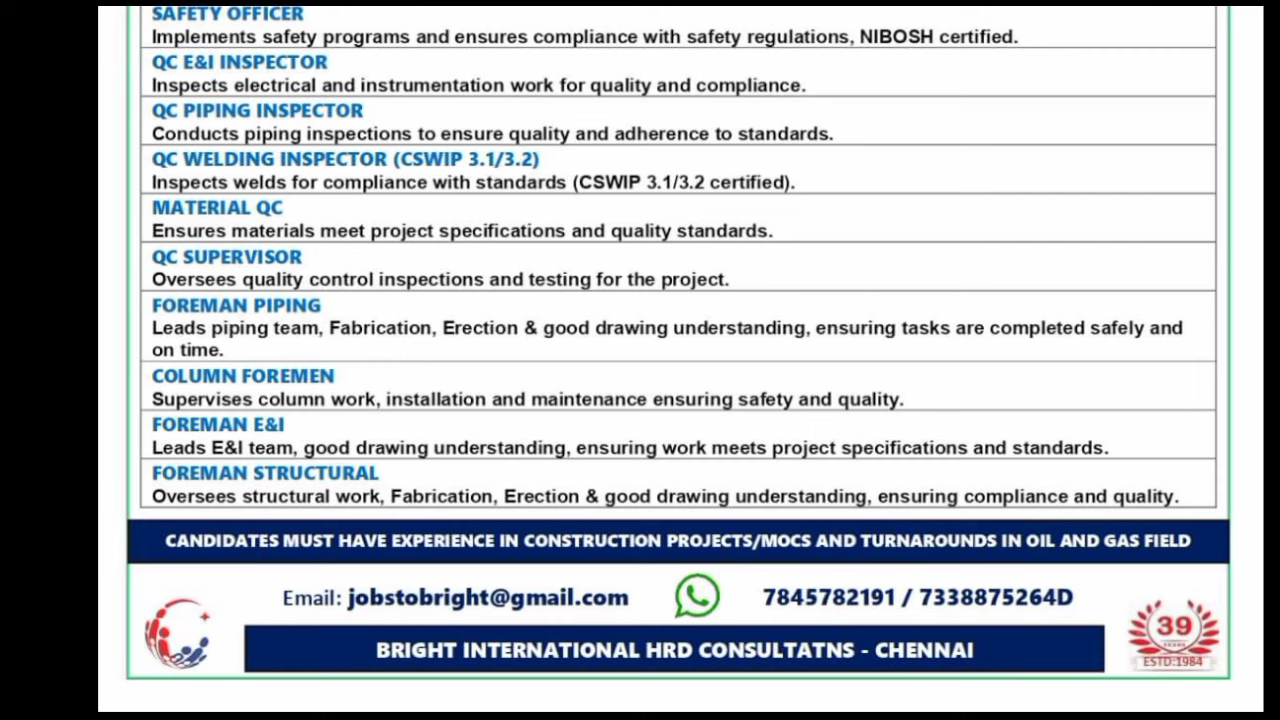 SAFETY OFFICER
Implements safety programs and ensures compliance with safety regulations, NIBOSH certified.
QC E&I INSPECTOR
Inspects electrical and instrumentation work for quality and compliance.
QC PIPING INSPECTOR
Conducts piping inspections to ensure quality and adherence to standards.
QC WELDING INSPECTOR (CSWIP 3.1/3.2)
Inspects welds for compliance with standards (CSWIP 3.1/3.2 certified).
MATERIAL QC
Ensures materials meet project specifications and quality standards.
QC SUPERVISOR
Oversees quality control inspections and testing for the project.
FOREMAN PIPING
Leads piping team, Fabrication, Erection & good drawing understanding, ensuring tasks are completed safely and
on time.
COLUMN FOREMEN
Supervises column work, installation and maintenance ensuring safety and quality.
FOREMAN E&I
Leads E&I team, good drawing understanding, ensuring work meets project specifications and standards.
FOREMAN STRUCTURAL
Oversees structural work, Fabrication, Erection & good drawing understanding, ensuring compliance and quality.
CANDIDATES MUST HAVE EXPERIENCE IN CONSTRUCTION PROJECTS/MOCS AND TURNAROUNDS IN OIL AND GAS FIELD
Email: jobstobright@gmail.com 7845782191 / 7338875264D
BRIGHT INTERNATIONAL HRD CONSULTATNS - CHENNAI
39
YEARS
ESTD:1984